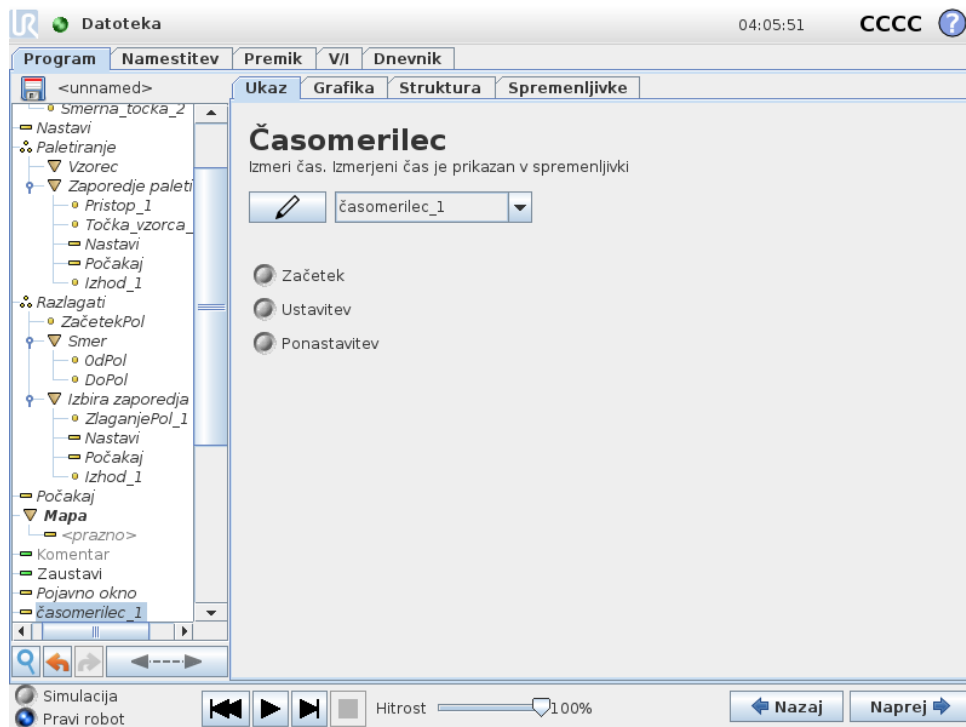 UR Datoteka 04:05:51 CCCC ?
Program Namestitev Premik V/I Dnevnik
<unnamed>
Ukaz Grafika Struktura Spremenljivke
Smerna_točka_2
Nastavi
Paletiranje
Vzorec
Zaporedje paleti
Pristop_1
Točka_vzorca_
Nastavi
Počakaj
Izhod_1
Razlagati
ZačetekPol
Smer
OdPol
DoPol
Izbira zaporedja
ZlaganjePol_1
Nastavi
Počakaj
Izhod_1
Počakaj
Mapa
<prazno>
Komentar
Zaustavi
Pojavno okno
časomerilec_1
Časomerilec
Izmeri čas. Izmerjeni čas je prikazan v spremenljivki
časomerilec_1
Začetek
Ustavitev
Ponastavitev
Simulacija
Pravi robot
Hitrost 100%
Nazaj Naprej